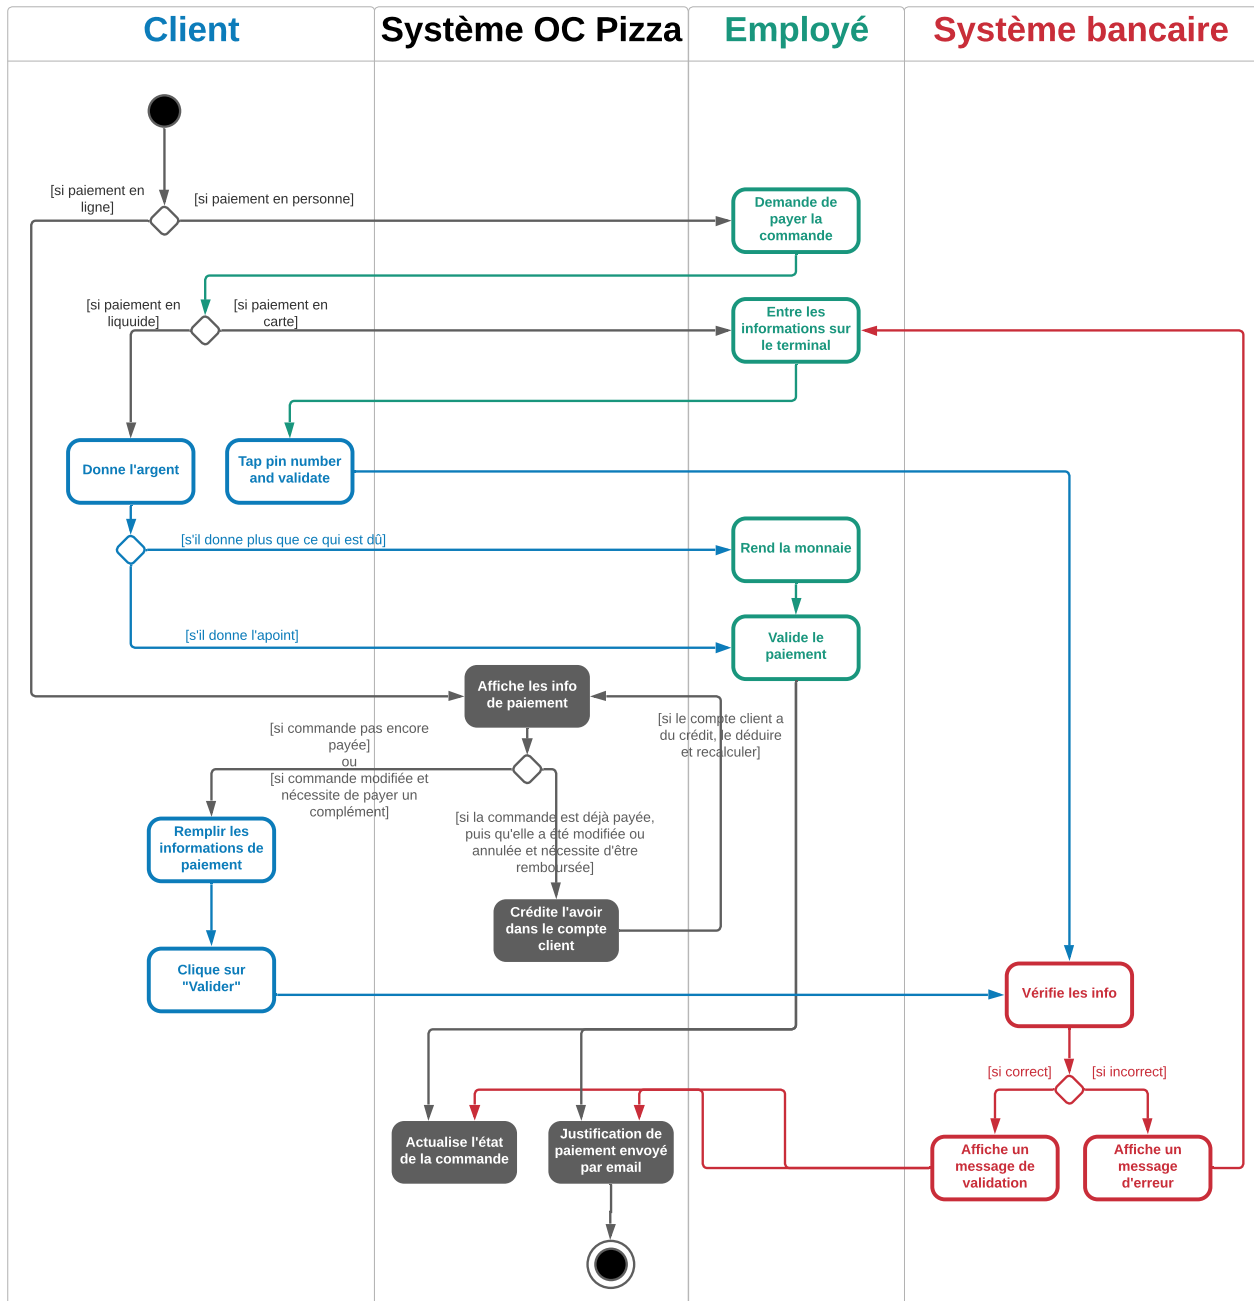 Client
Système OC Pizza
Employé
Système bancaire
[si paiement en
ligne]
[si paiement en personne]
Demande de
payer la
commande
[si paiement en
liquuide]
[si paiement en
carte]
Entre les
informations sur
le terminal
Donne l'argent
Tap pin number
and validate
[s'il donne plus que ce qui est dû]
Rend la monnaie
[s'il donne l'apoint]
Valide le
paiement
Affiche les info
de paiement
[si le compte client a
du crédit, le déduire
et recalculer]
[si commande pas encore
payée]
ou
[si commande modifiée et
nécessite de payer un
complément]
[si la commande est déjà payée,
puis qu'elle a été modifiée ou
annulée et nécessite d'être
remboursée]
Remplir les
informations de
paiement
Crédite l'avoir
dans le compte
client
Clique sur
"Valider"
Vérifie les info
[si correct]
[si incorrect]
Actualise l'état
de la commande
Justification de
paiement envoyé
par email
Affiche un
message de
validation
Affiche un
message
d'erreur